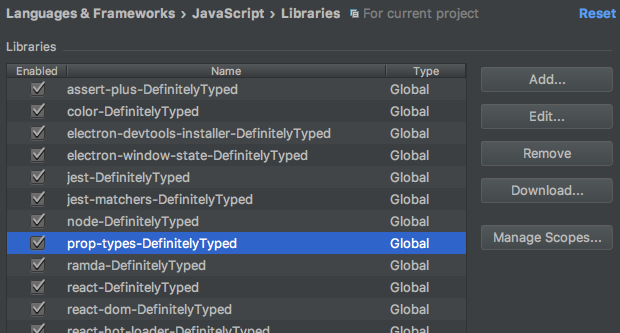 Languages & Frameworks › JavaScript › Libraries For current project Reset
Libraries
Enabled Name Type
assert-plus-DefinitelyTyped Global
color-DefinitelyTyped Global
electron-devtools-installer-DefinitelyTyped Global
electron-window-state-DefinitelyTyped Global
jest-DefinitelyTyped Global
jest-matchers-DefinitelyTyped Global
node-DefinitelyTyped Global
prop-types-DefinitelyTyped Global
ramda-DefinitelyTyped Global
react-DefinitelyTyped Global
react-dom-DefinitelyTyped Global
react-hot-loader-DefinitelyTyped Global
Add...
Edit...
Remove
Download...
Manage Scopes...